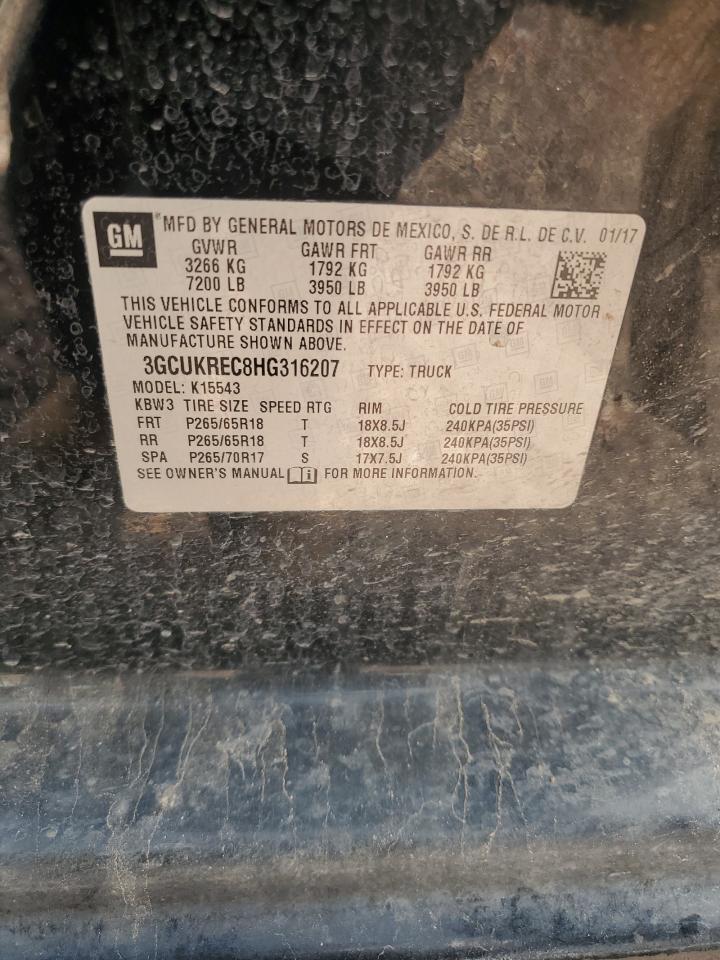 GM MFD BY GENERAL MOTORS DE MEXICO, S. DE R.L. DE C.V. 01/17
GVWR GAWR FRT GAWR RR
3266 KG 1792 KG 1792 KG
7200 LB 3950 LB 3950 LB
THIS VEHICLE CONFORMS TO ALL APPLICABLE U.S. FEDERAL MOTOR
VEHICLE SAFETY STANDARDS IN EFFECT ON THE DATE OF
MANUFACTURE SHOWN ABOVE.
3GCUKREC8HG316207 TYPE: TRUCK
MODEL: K15543
KBW3 TIRE SIZE SPEED RTG RIM COLD TIRE PRESSURE
FRT P265/65R18 T 18X8.5J 240KPA(35PSI)
RR P265/65R18 T 18X8.5J 240KPA(35PSI)
SPA P265/70R17 S 17X7.5J 240KPA(35PSI)
SEE OWNER'S MANUAL FOR MORE INFORMATION.